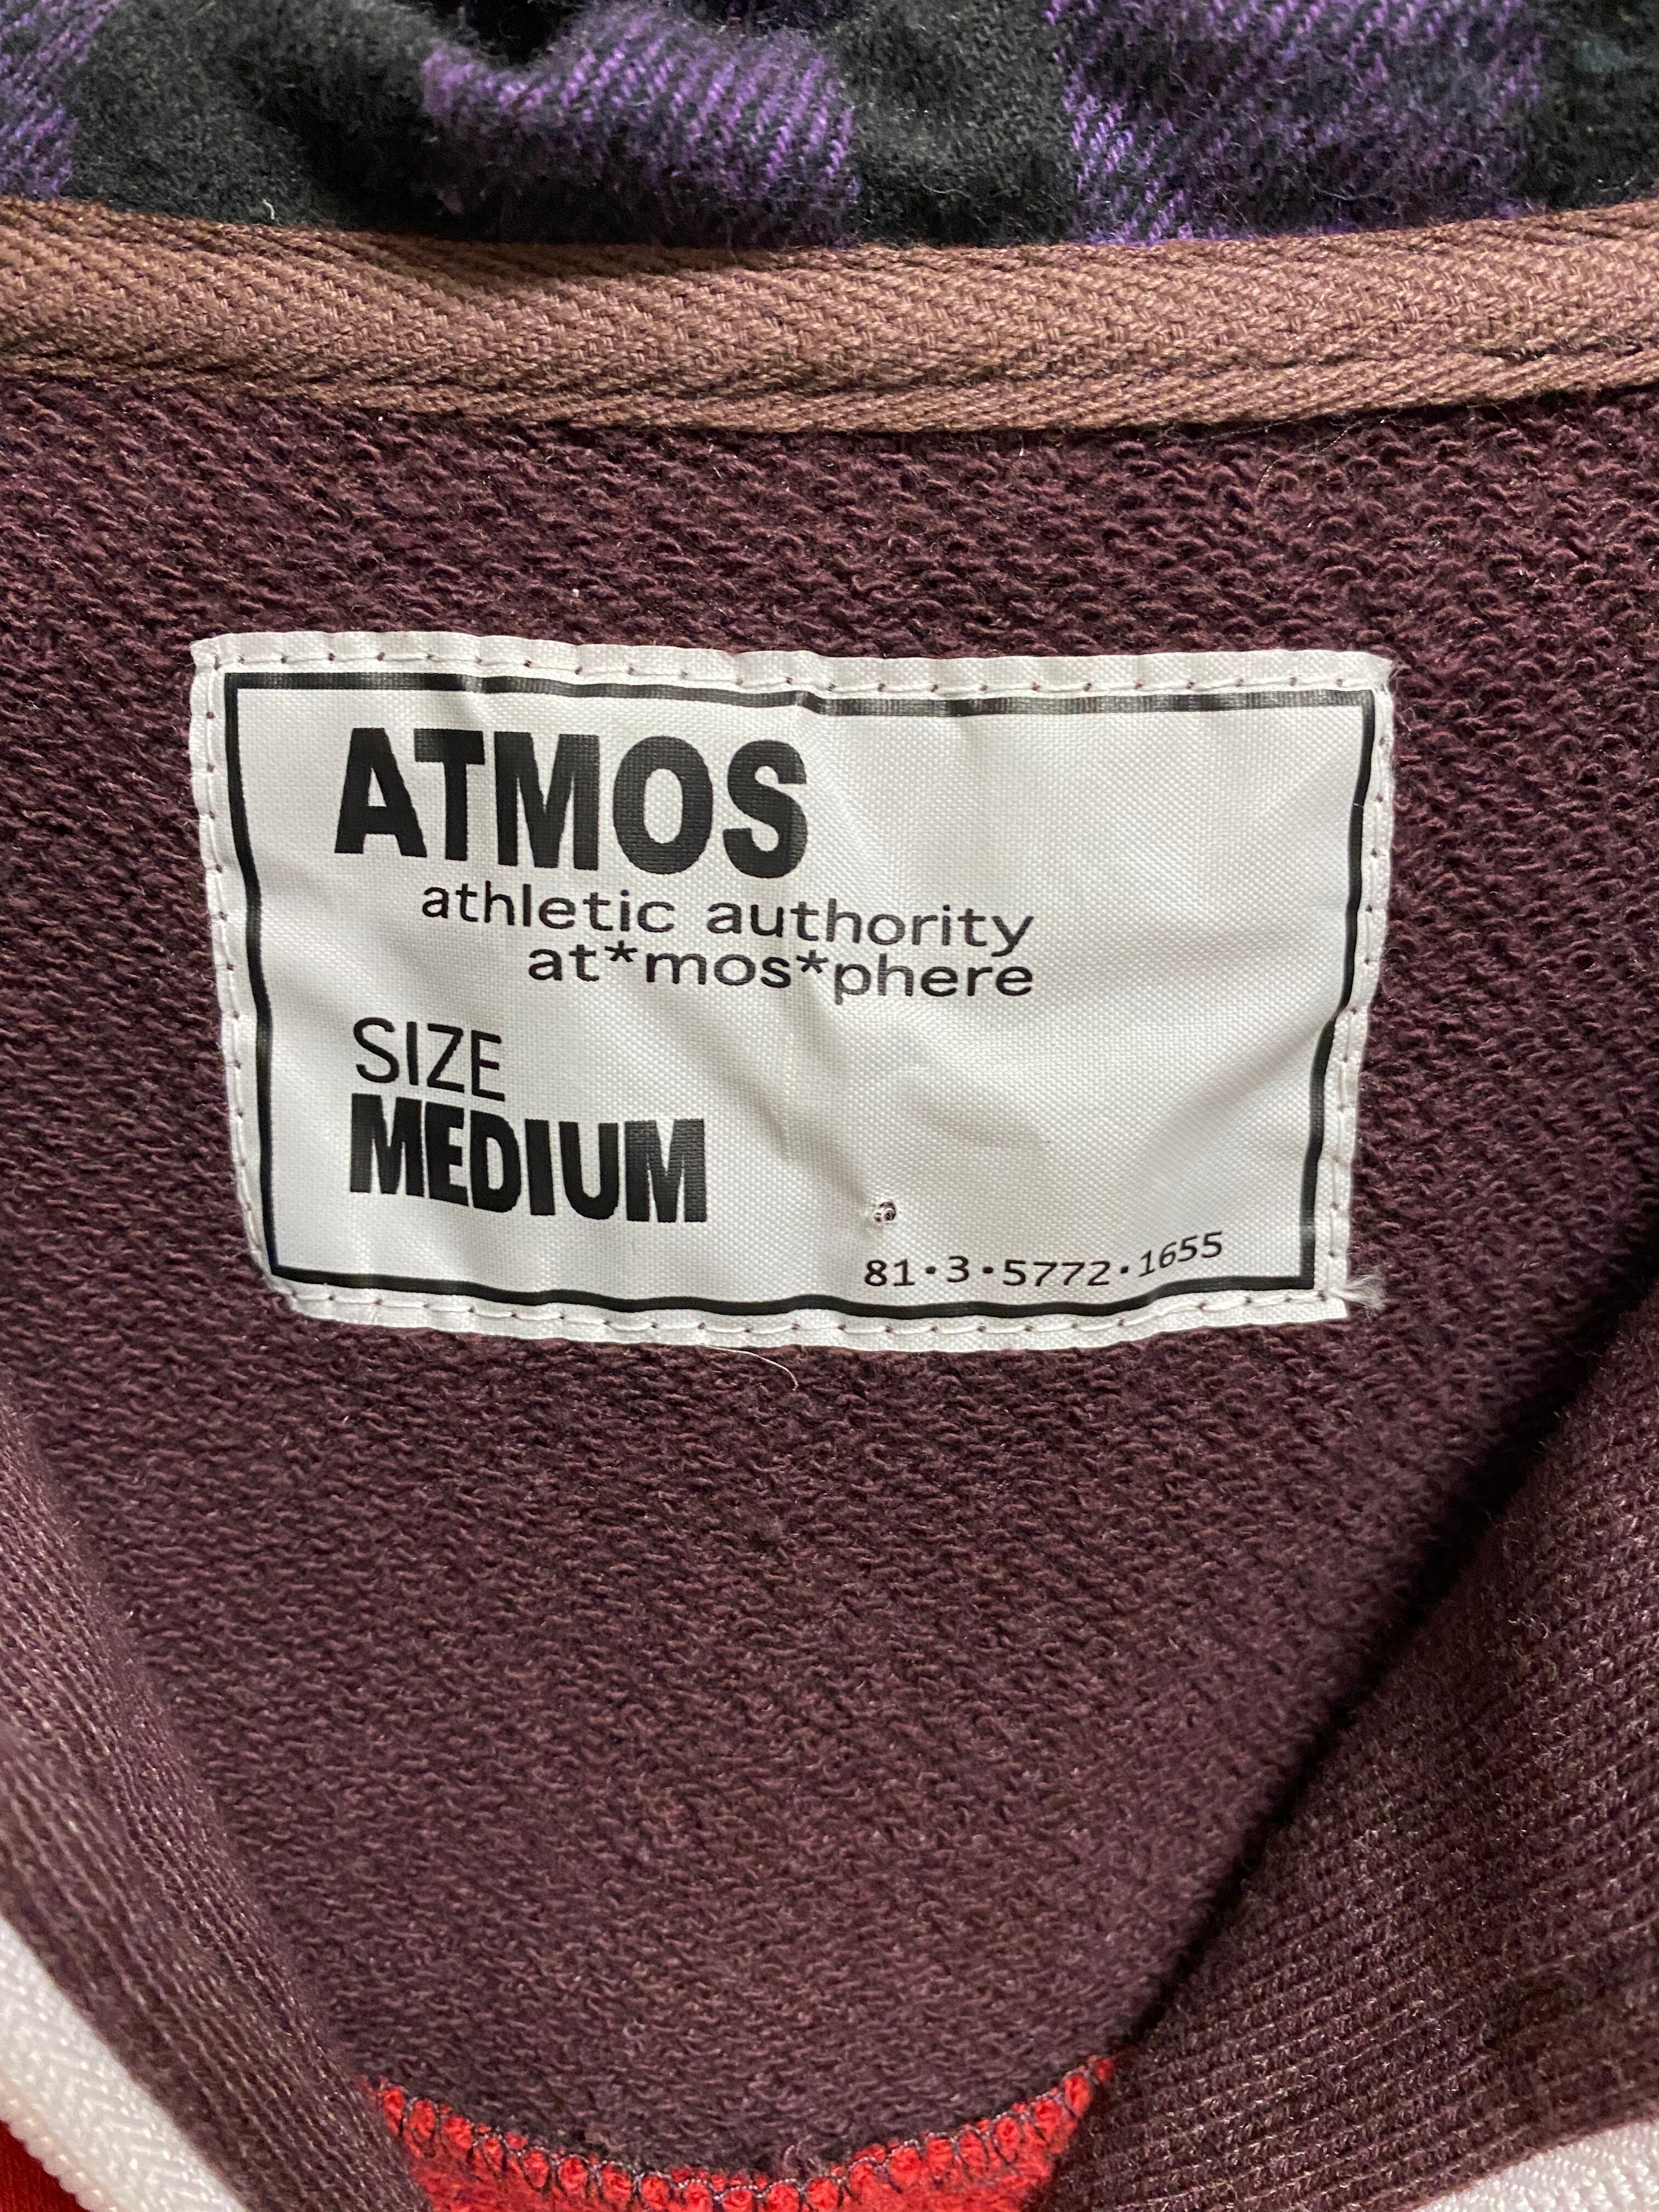 ATMOS
athletic authority
at*mos*phere
SIZE
MEDIUM
81·3·5772·1655